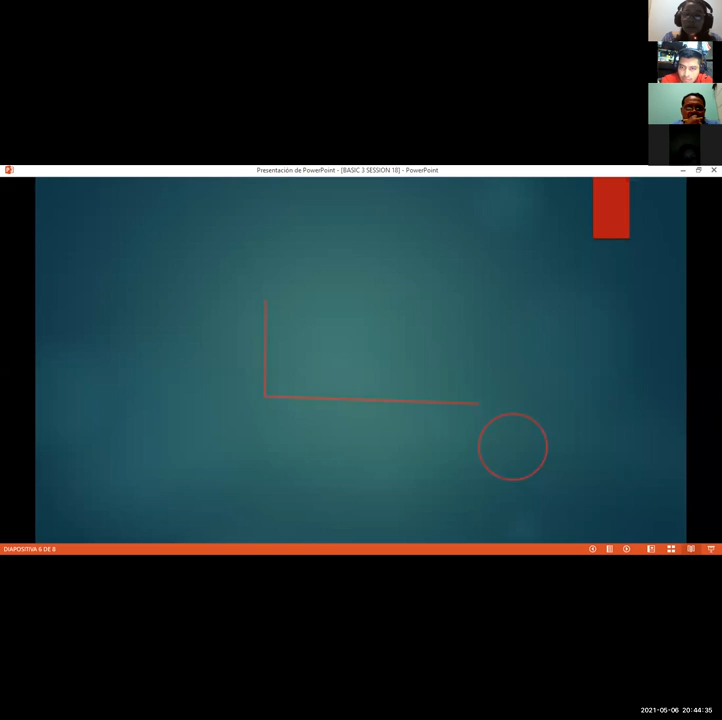 Presentación de PowerPoint - [BASIC 3 SESSION 18] - PowerPoint
DIAPOSITIVA 6 DE 8
2021-05-06 20:44:35